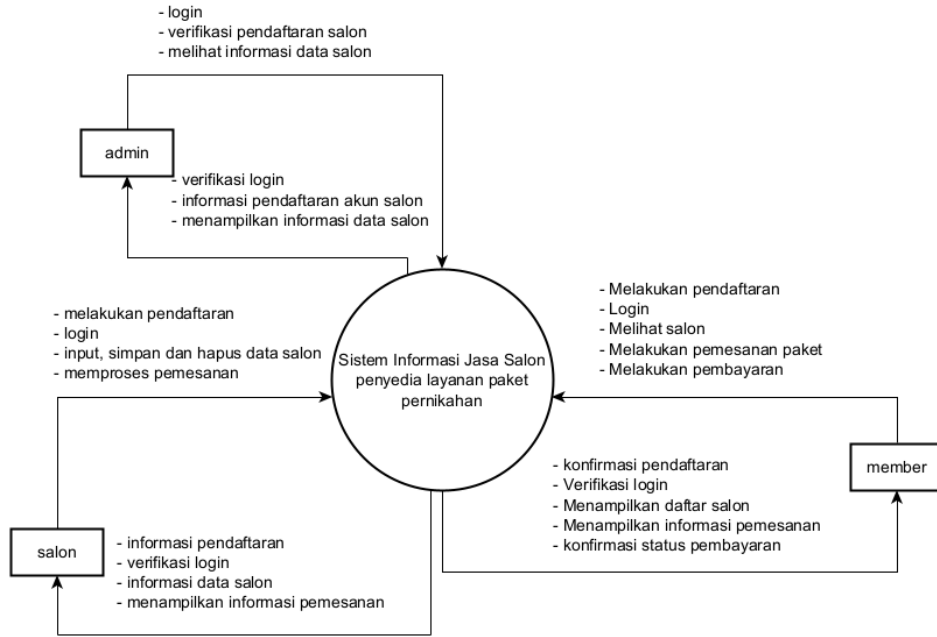 - login
- verifikasi pendaftaran salon
- melihat informasi data salon
admin
- verifikasi login
- informasi pendaftaran akun salon
- menampilkan informasi data salon
- melakukan pendaftaran
- login
- input, simpan dan hapus data salon
- memproses pemesanan
Sistem Informasi Jasa Salon
penyedia layanan paket
pernikahan
- Melakukan pendaftaran
- Login
- Melihat salon
- Melakukan pemesanan paket
- Melakukan pembayaran
member
- konfirmasi pendaftaran
- Verifikasi login
- Menampilkan daftar salon
- Menampilkan informasi pemesanan
- konfirmasi status pembayaran
salon
- informasi pendaftaran
- verifikasi login
- informasi data salon
- menampilkan informasi pemesanan